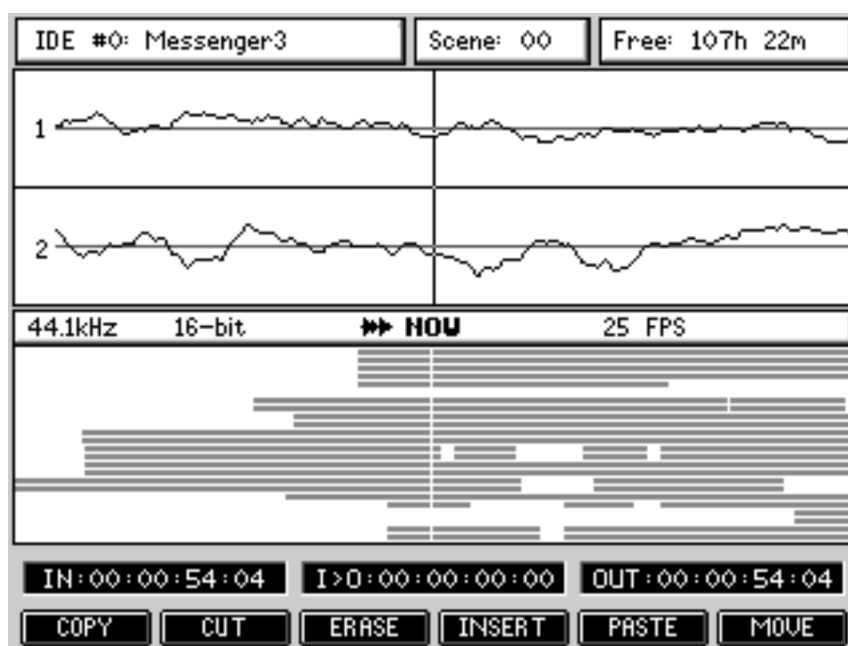 IDE #0: Messenger3 Scene: 00 Free: 107h 22m
1
2
44.1kHz 16-bit NOW 25 FPS
IN:00:00:54:04 I>O:00:00:00:00 OUT:00:00:54:04
COPY CUT ERASE INSERT PASTE MOVE